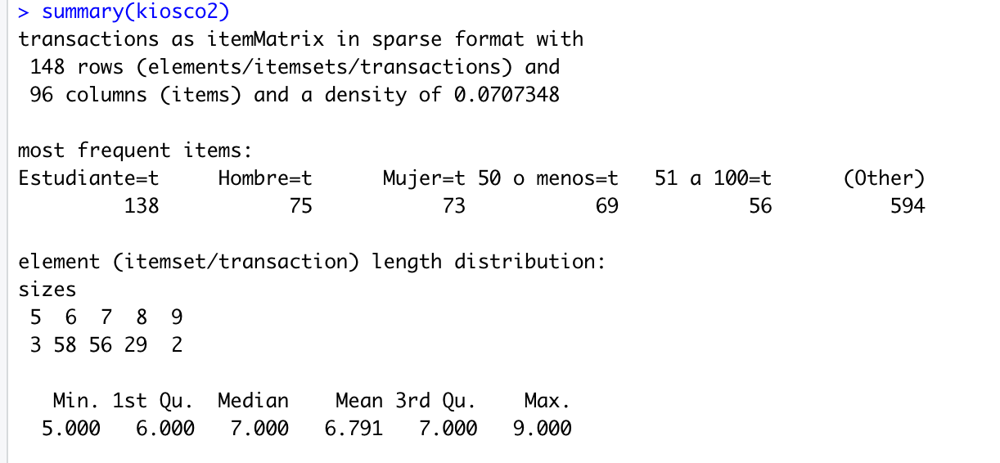 > summary(kiosco2)
transactions as itemMatrix in sparse format with
 148 rows (elements/itemsets/transactions) and
 96 columns (items) and a density of 0.0707348

most frequent items:
Estudiante=t     Hombre=t      Mujer=t 50 o menos=t   51 a 100=t      (Other)
         138           75           73           69           56          594

element (itemset/transaction) length distribution:
sizes
 5  6  7  8  9
 3 58 56 29  2

   Min. 1st Qu.  Median    Mean 3rd Qu.    Max.
  5.000   6.000   7.000   6.791   7.000   9.000